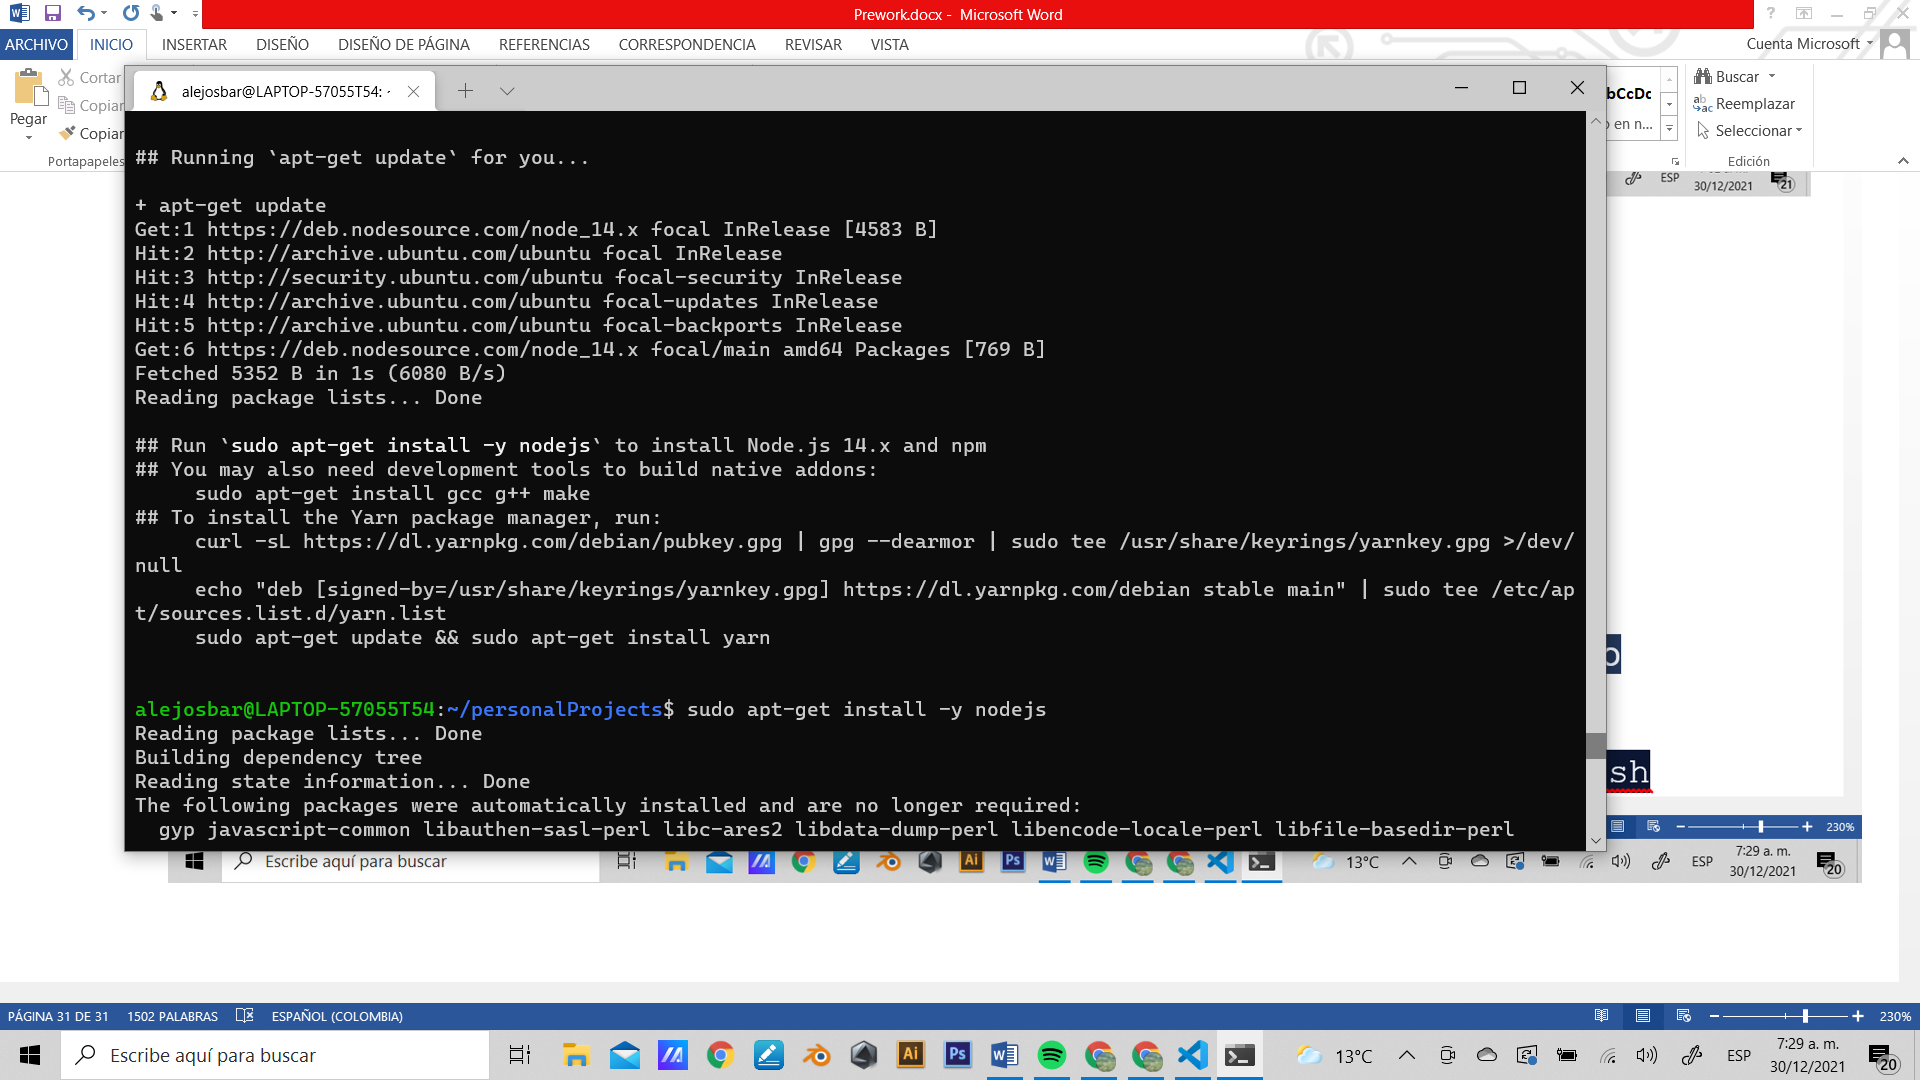 Prework.docx - Microsoft Word
ARCHIVO INICIO INSERTAR DISEÑO DISEÑO DE PÁGINA REFERENCIAS CORRESPONDENCIA REVISAR VISTA Cuenta Microsoft
Pegar
Cortar
Copiar
Copiar
Portapapeles
en n...
Buscar
Reemplazar
Seleccionar
Edición
ESP
30/12/2021
21
alejosbar@LAPTOP-57055T54: ~
## Running `apt-get update` for you...
+ apt-get update
Get:1 https://deb.nodesource.com/node_14.x focal InRelease [4583 B]
Hit:2 http://archive.ubuntu.com/ubuntu focal InRelease
Hit:3 http://security.ubuntu.com/ubuntu focal-security InRelease
Hit:4 http://archive.ubuntu.com/ubuntu focal-updates InRelease
Hit:5 http://archive.ubuntu.com/ubuntu focal-backports InRelease
Get:6 https://deb.nodesource.com/node_14.x focal/main amd64 Packages [769 B]
Fetched 5352 B in 1s (6080 B/s)
Reading package lists... Done
## Run `sudo apt-get install -y nodejs` to install Node.js 14.x and npm
## You may also need development tools to build native addons:
     sudo apt-get install gcc g++ make
## To install the Yarn package manager, run:
     curl -sL https://dl.yarnpkg.com/debian/pubkey.gpg | gpg --dearmor | sudo tee /usr/share/keyrings/yarnkey.gpg >/dev/
null
     echo "deb [signed-by=/usr/share/keyrings/yarnkey.gpg] https://dl.yarnpkg.com/debian stable main" | sudo tee /etc/ap
t/sources.list.d/yarn.list
     sudo apt-get update && sudo apt-get install yarn
alejosbar@LAPTOP-57055T54:~/personalProjects$ sudo apt-get install -y nodejs
Reading package lists... Done
Building dependency tree
Reading state information... Done
The following packages were automatically installed and are no longer required:
  gyp javascript-common libauthen-sasl-perl libc-ares2 libdata-dump-perl libencode-locale-perl libfile-basedir-perl
sh
230%
Escribe aquí para buscar
Ai Ps
13°C
ESP
7:29 a. m.
30/12/2021
20
PÁGINA 31 DE 31 1502 PALABRAS ESPAÑOL (COLOMBIA) 230%
Escribe aquí para buscar
Ai Ps
13°C
ESP
7:29 a. m.
30/12/2021
20